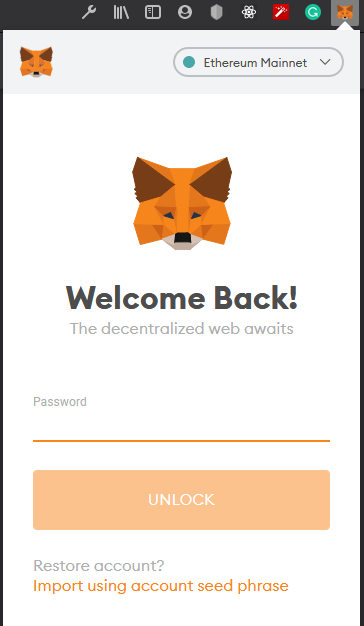 Ethereum Mainnet
Welcome Back!
The decentralized web awaits
Password
UNLOCK
Restore account?
Import using account seed phrase